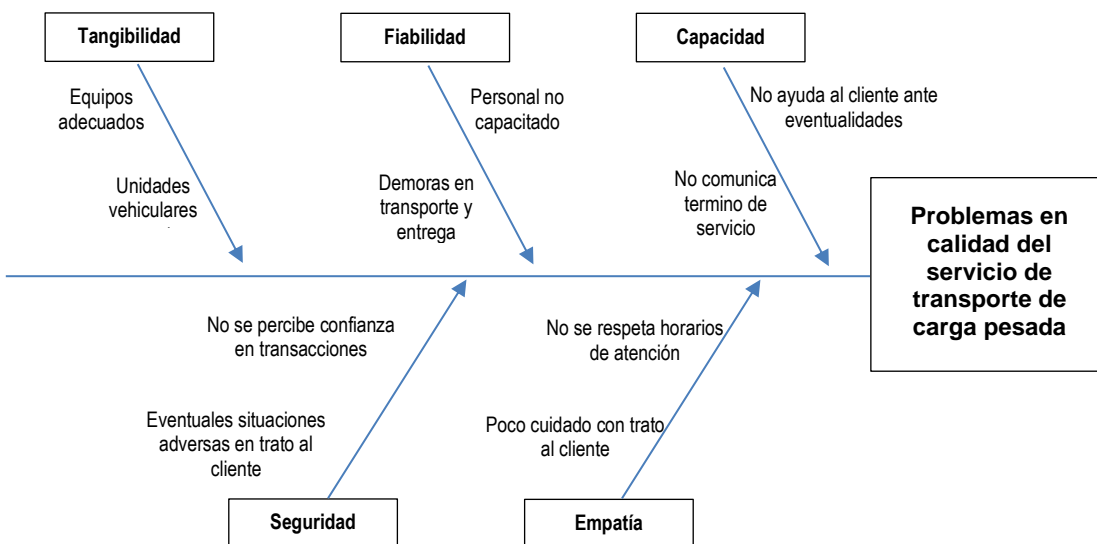 Tangibilidad
Fiabilidad
Capacidad
Equipos
adecuados
Personal no
capacitado
No ayuda al cliente ante
eventualidades
Unidades
vehiculares
Demoras en
transporte y
entrega
No comunica
termino de
servicio
Problemas en
calidad del
servicio de
transporte de
carga pesada
No se percibe confianza
en transacciones
No se respeta horarios
de atención
Eventuales situaciones
adversas en trato al
cliente
Poco cuidado con trato
al cliente
Seguridad
Empatía